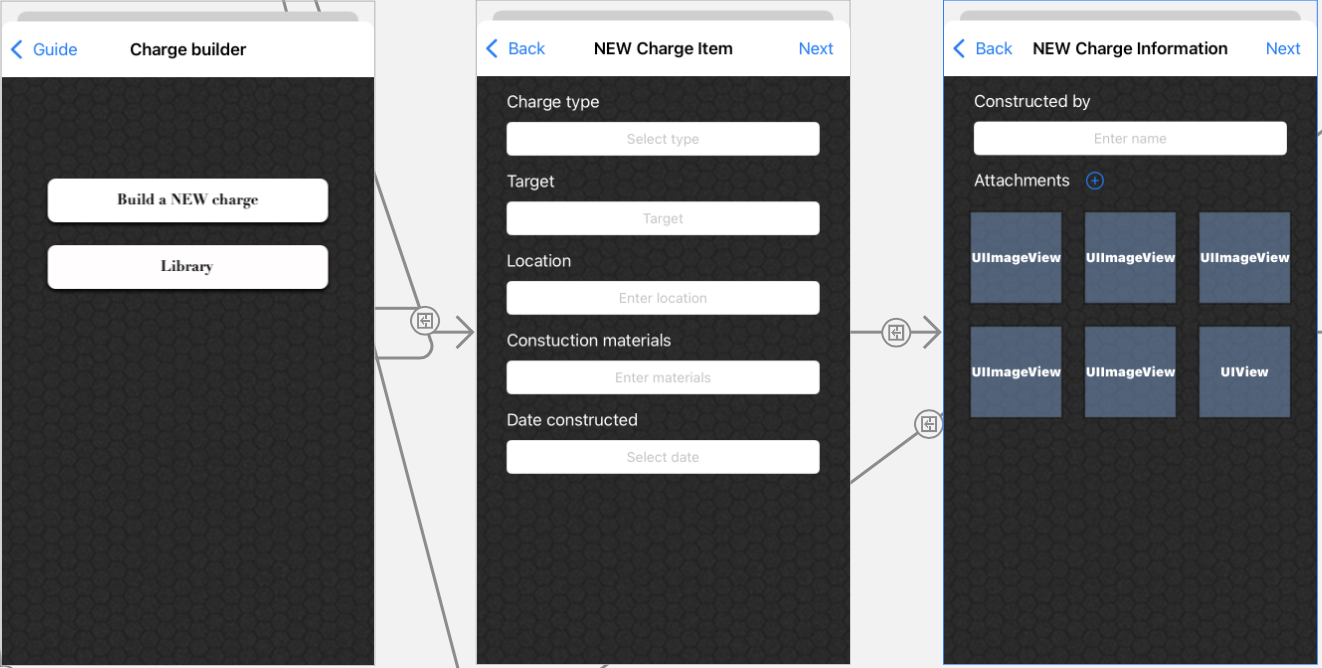 Guide
Charge builder
Build a NEW charge
Library
Back
NEW Charge Item
Next
Charge type
Select type
Target
Target
Location
Enter location
Constuction materials
Enter materials
Date constructed
Select date
Back
NEW Charge Information
Next
Constructed by
Enter name
Attachments
UIImageView UIImageView UIImageView
UIImageView UIImageView UIView